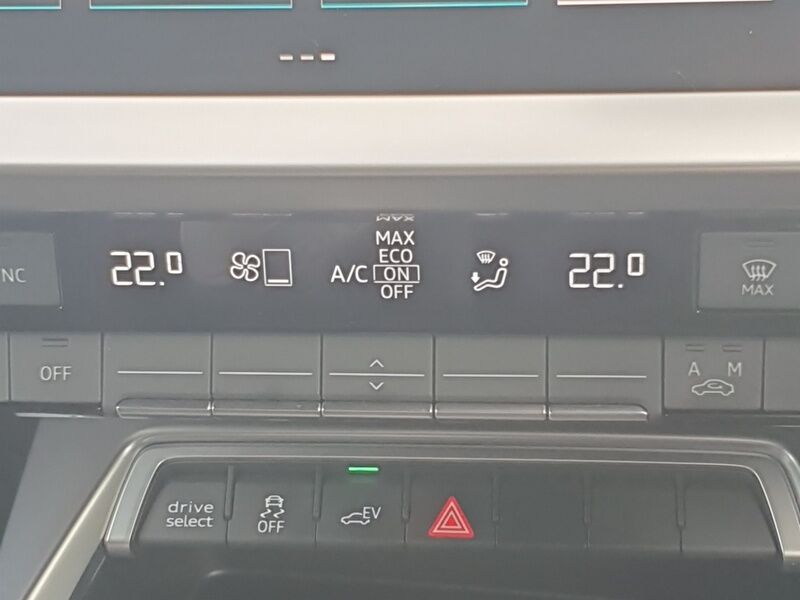 NC
22.0
A/C
MAX
ECO
ON
OFF
22.0
MAX
OFF
A M
drive
select
OFF
EV